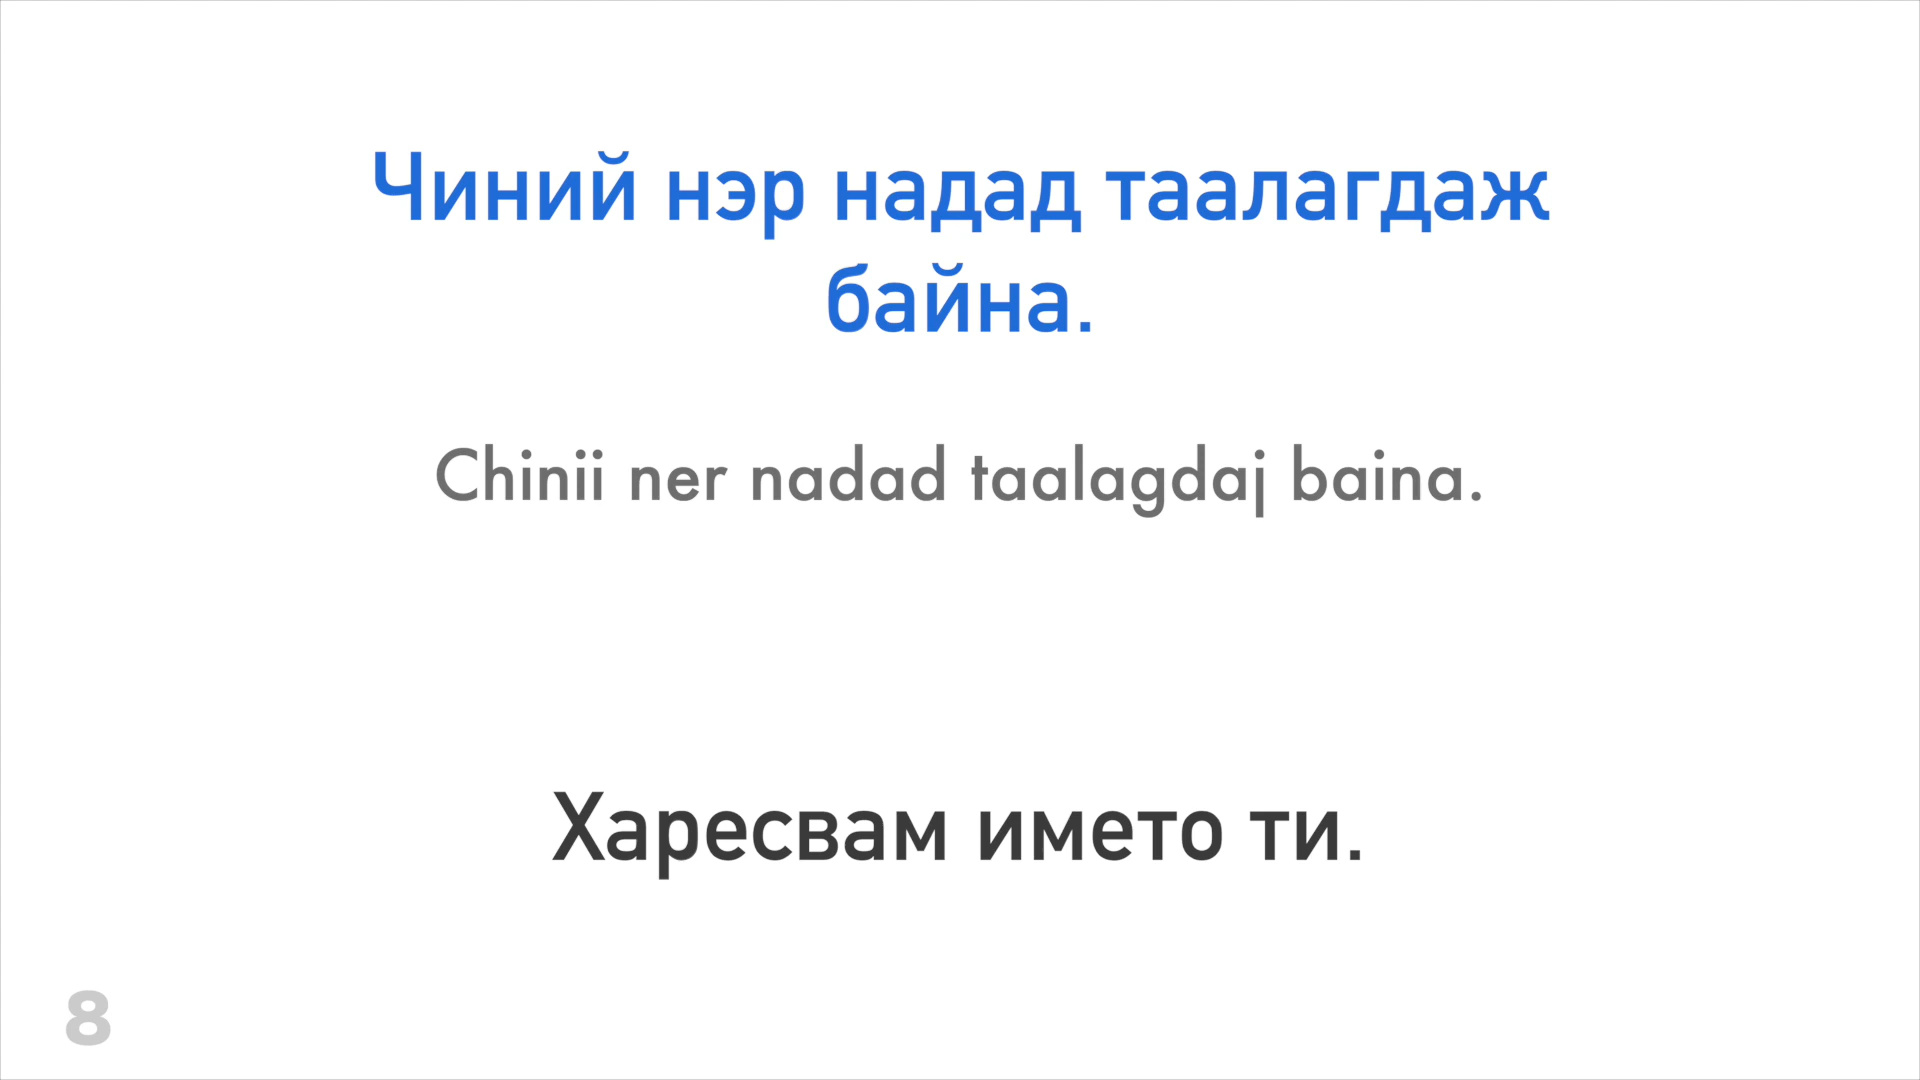 Чиний нэр надад таалагдаж
байна.
Chinii ner nadad taalagdaj baina.
Харесвам името ти.
8